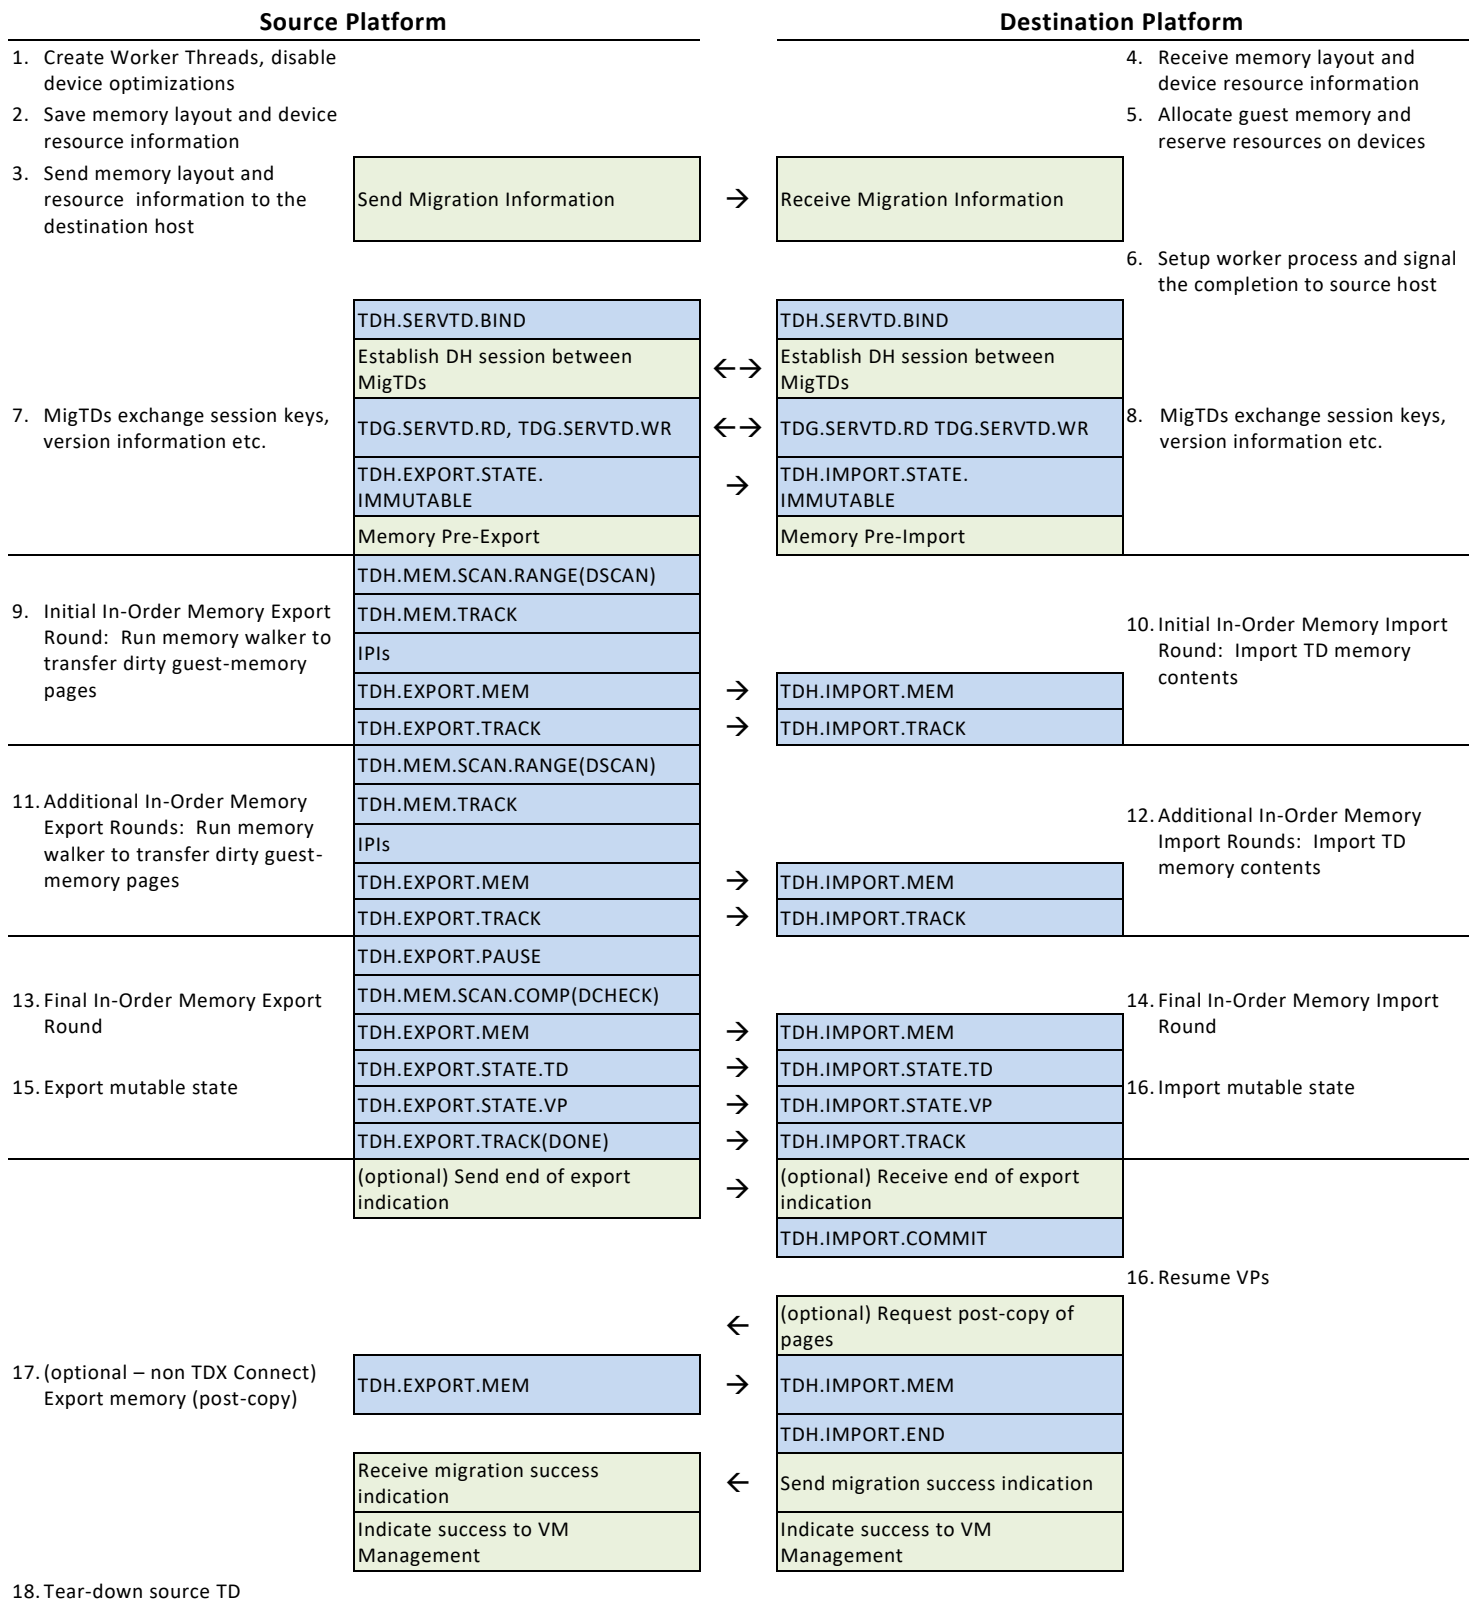 Source Platform
Destination Platform
1. Create Worker Threads, disable
device optimizations
2. Save memory layout and device
resource information
3. Send memory layout and
resource information to the
destination host
Send Migration Information
→
Receive Migration Information
4. Receive memory layout and
device resource information
5. Allocate guest memory and
reserve resources on devices
6. Setup worker process and signal
the completion to source host
TDH.SERVTD.BIND
TDH.SERVTD.BIND
Establish DH session between
MigTDs
←→
Establish DH session between
MigTDs
7. MigTDs exchange session keys,
version information etc.
TDG.SERVTD.RD, TDG.SERVTD.WR
←→
TDG.SERVTD.RD TDG.SERVTD.WR
8. MigTDs exchange session keys,
version information etc.
TDH.EXPORT.STATE.
IMMUTABLE
→
TDH.IMPORT.STATE.
IMMUTABLE
Memory Pre-Export
Memory Pre-Import
9. Initial In-Order Memory Export
Round: Run memory walker to
transfer dirty guest-memory
pages
TDH.MEM.SCAN.RANGE(DSCAN)
TDH.MEM.TRACK
IPIs
TDH.EXPORT.MEM
→
TDH.IMPORT.MEM
TDH.EXPORT.TRACK
→
TDH.IMPORT.TRACK
10. Initial In-Order Memory Import
Round: Import TD memory
contents
11. Additional In-Order Memory
Export Rounds: Run memory
walker to transfer dirty guest-
memory pages
TDH.MEM.SCAN.RANGE(DSCAN)
TDH.MEM.TRACK
IPIs
TDH.EXPORT.MEM
→
TDH.IMPORT.MEM
TDH.EXPORT.TRACK
→
TDH.IMPORT.TRACK
12. Additional In-Order Memory
Import Rounds: Import TD
memory contents
13. Final In-Order Memory Export
Round
15. Export mutable state
TDH.EXPORT.PAUSE
TDH.MEM.SCAN.COMP(DCHECK)
TDH.EXPORT.MEM
→
TDH.IMPORT.MEM
TDH.EXPORT.STATE.TD
→
TDH.IMPORT.STATE.TD
TDH.EXPORT.STATE.VP
→
TDH.IMPORT.STATE.VP
TDH.EXPORT.TRACK(DONE)
→
TDH.IMPORT.TRACK
14. Final In-Order Memory Import
Round
16. Import mutable state
(optional) Send end of export
indication
→
(optional) Receive end of export
indication
TDH.IMPORT.COMMIT
16. Resume VPs
←
(optional) Request post-copy of
pages
17. (optional – non TDX Connect)
Export memory (post-copy)
TDH.EXPORT.MEM
→
TDH.IMPORT.MEM
TDH.IMPORT.END
Receive migration success
indication
←
Send migration success indication
Indicate success to VM
Management
Indicate success to VM
Management
18. Tear-down source TD